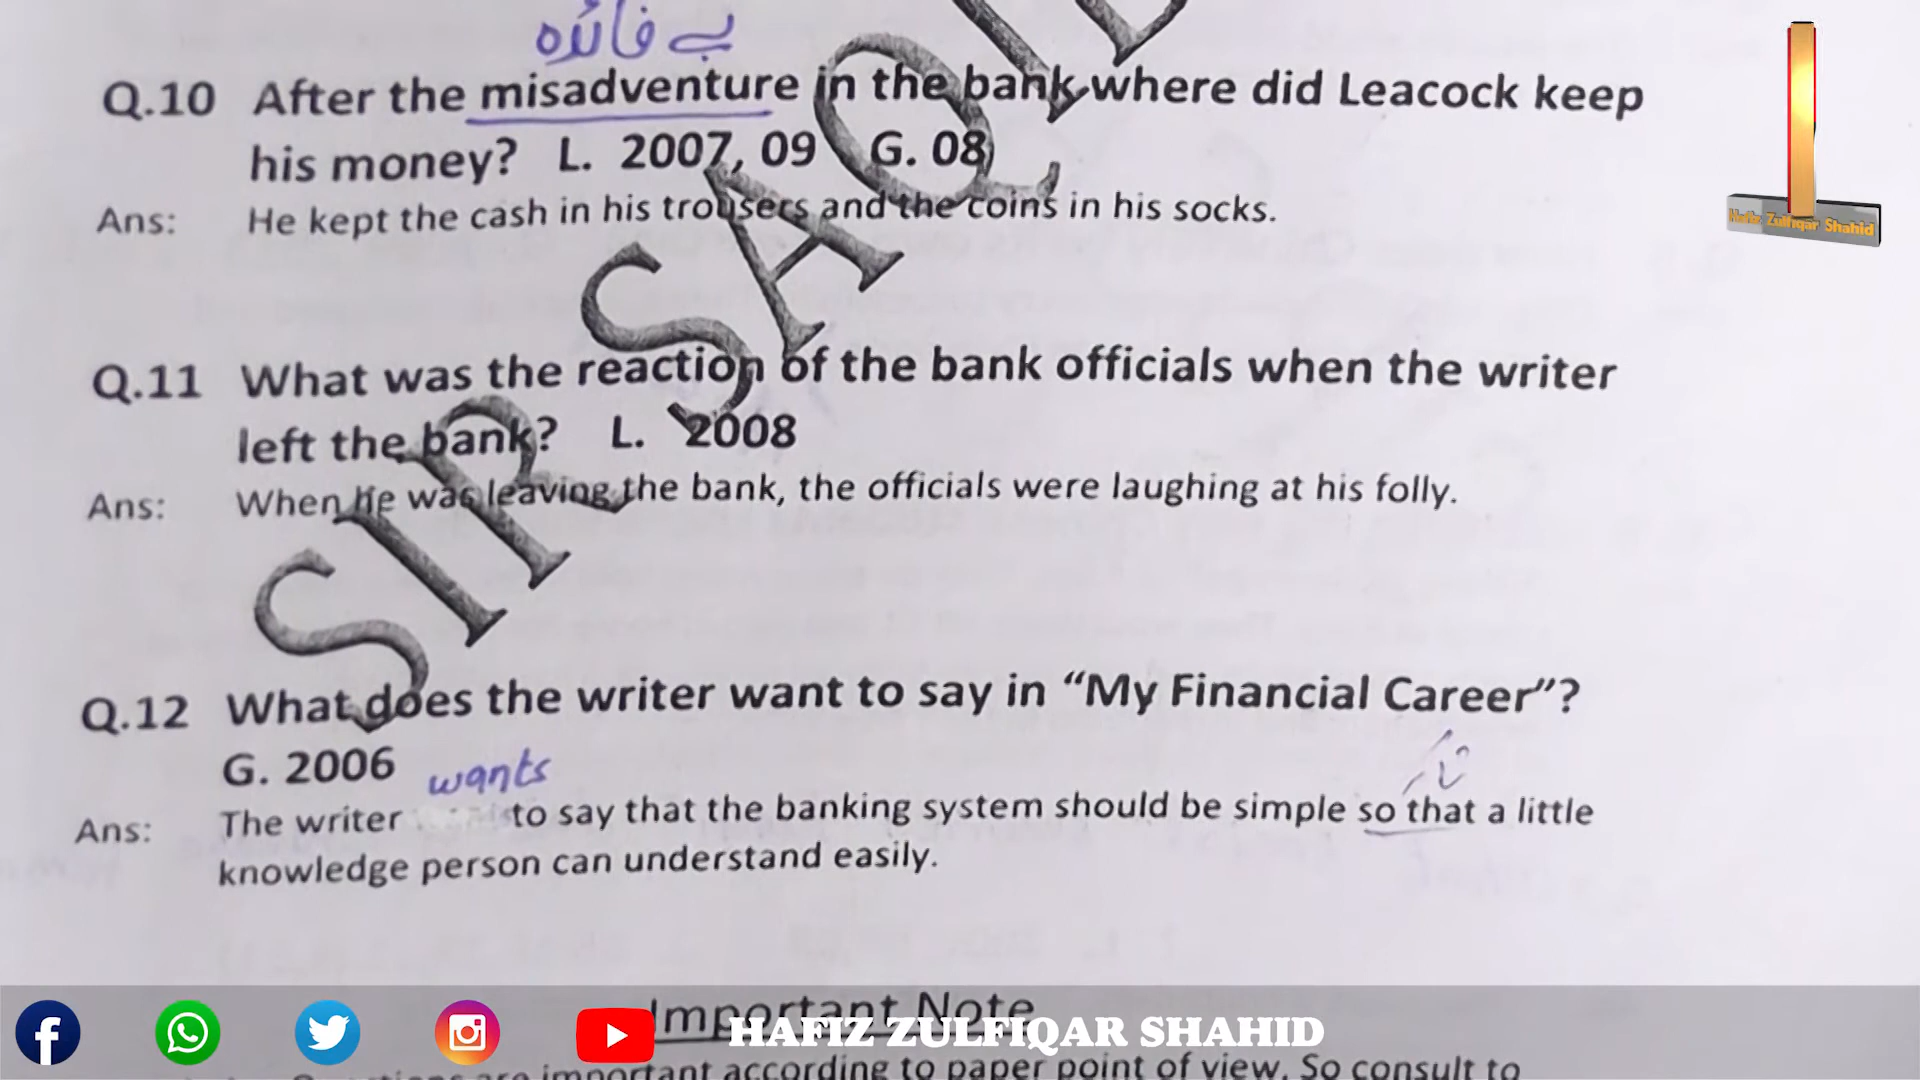 بے فائدہ
Q.10 After the misadventure in the bank where did Leacock keep
his money? L. 2007, 09 G. 08
Ans: He kept the cash in his trousers and the coins in his socks.
Q.11 What was the reaction of the bank officials when the writer
left the bank? L. 2008
Ans: When he was leaving the bank, the officials were laughing at his folly.
Q.12 What does the writer want to say in “My Financial Career”?
G. 2006 wants
Ans: The writer to say that the banking system should be simple so that a little
knowledge person can understand easily.
Important Note
important according to paper point of view. So consult to
SIR SAQIB
Hafiz Zulfiqar Shahid
HAFIZ ZULFIQAR SHAHID